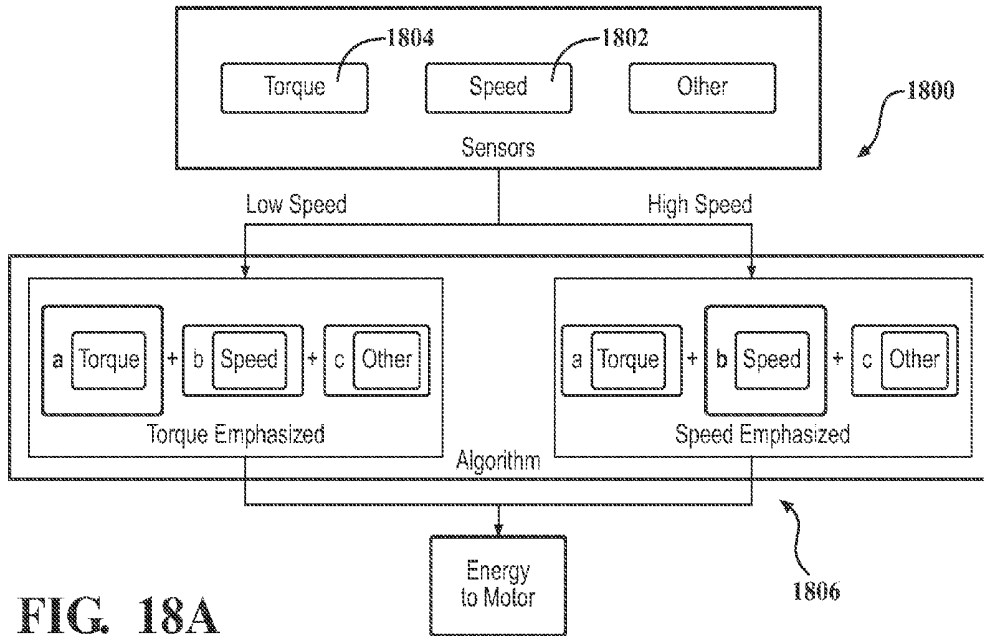 1804
1802
Torque
Speed
Other
1800
Sensors
Low Speed
High Speed
a Torque + b Speed + c Other
Torque Emphasized
a Torque + b Speed + c Other
Speed Emphasized
Algorithm
Energy
to Motor
1806
FIG. 18A